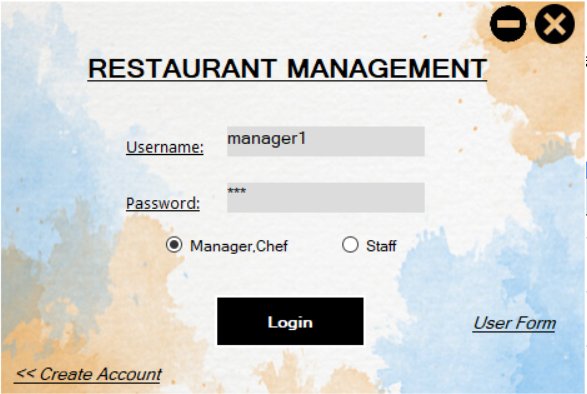 RESTAURANT MANAGEMENT
Username: manager1
Password: ***
Manager,Chef Staff
Login
User Form
<< Create Account